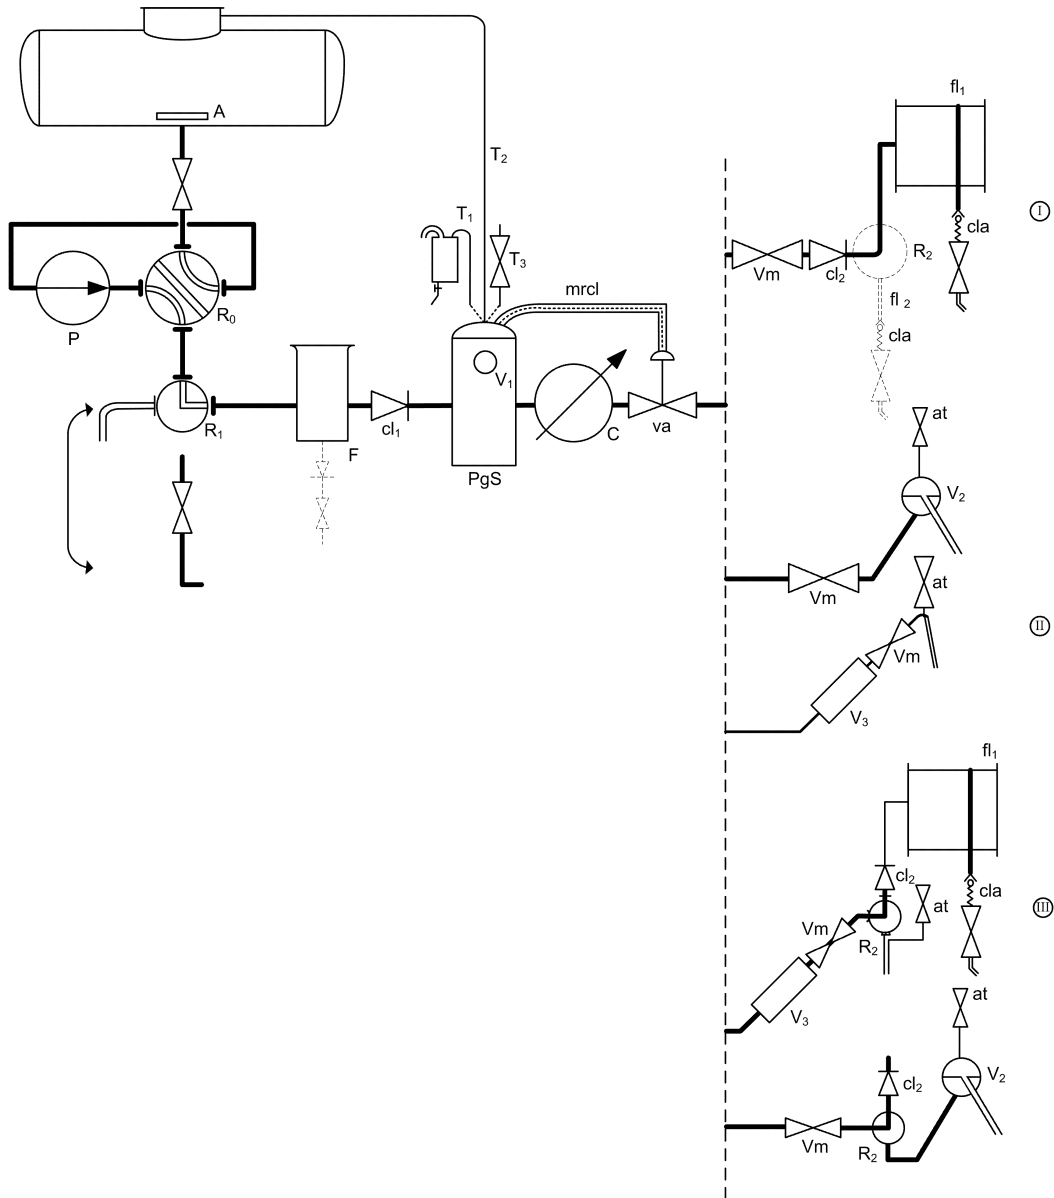 A
T₂
T₁
T₃
P
R₀
mrcl
V₁
R₁
F
cl₁
PgS
C
va
fl₁
cla
R₂
Vm
cl₂
fl ₂
cla
I
at
V₂
Vm
at
Vm
V₃
II
fl₁
cl₂
cla
at
Vm
R₂
V₃
III
at
V₂
cl₂
Vm
R₂